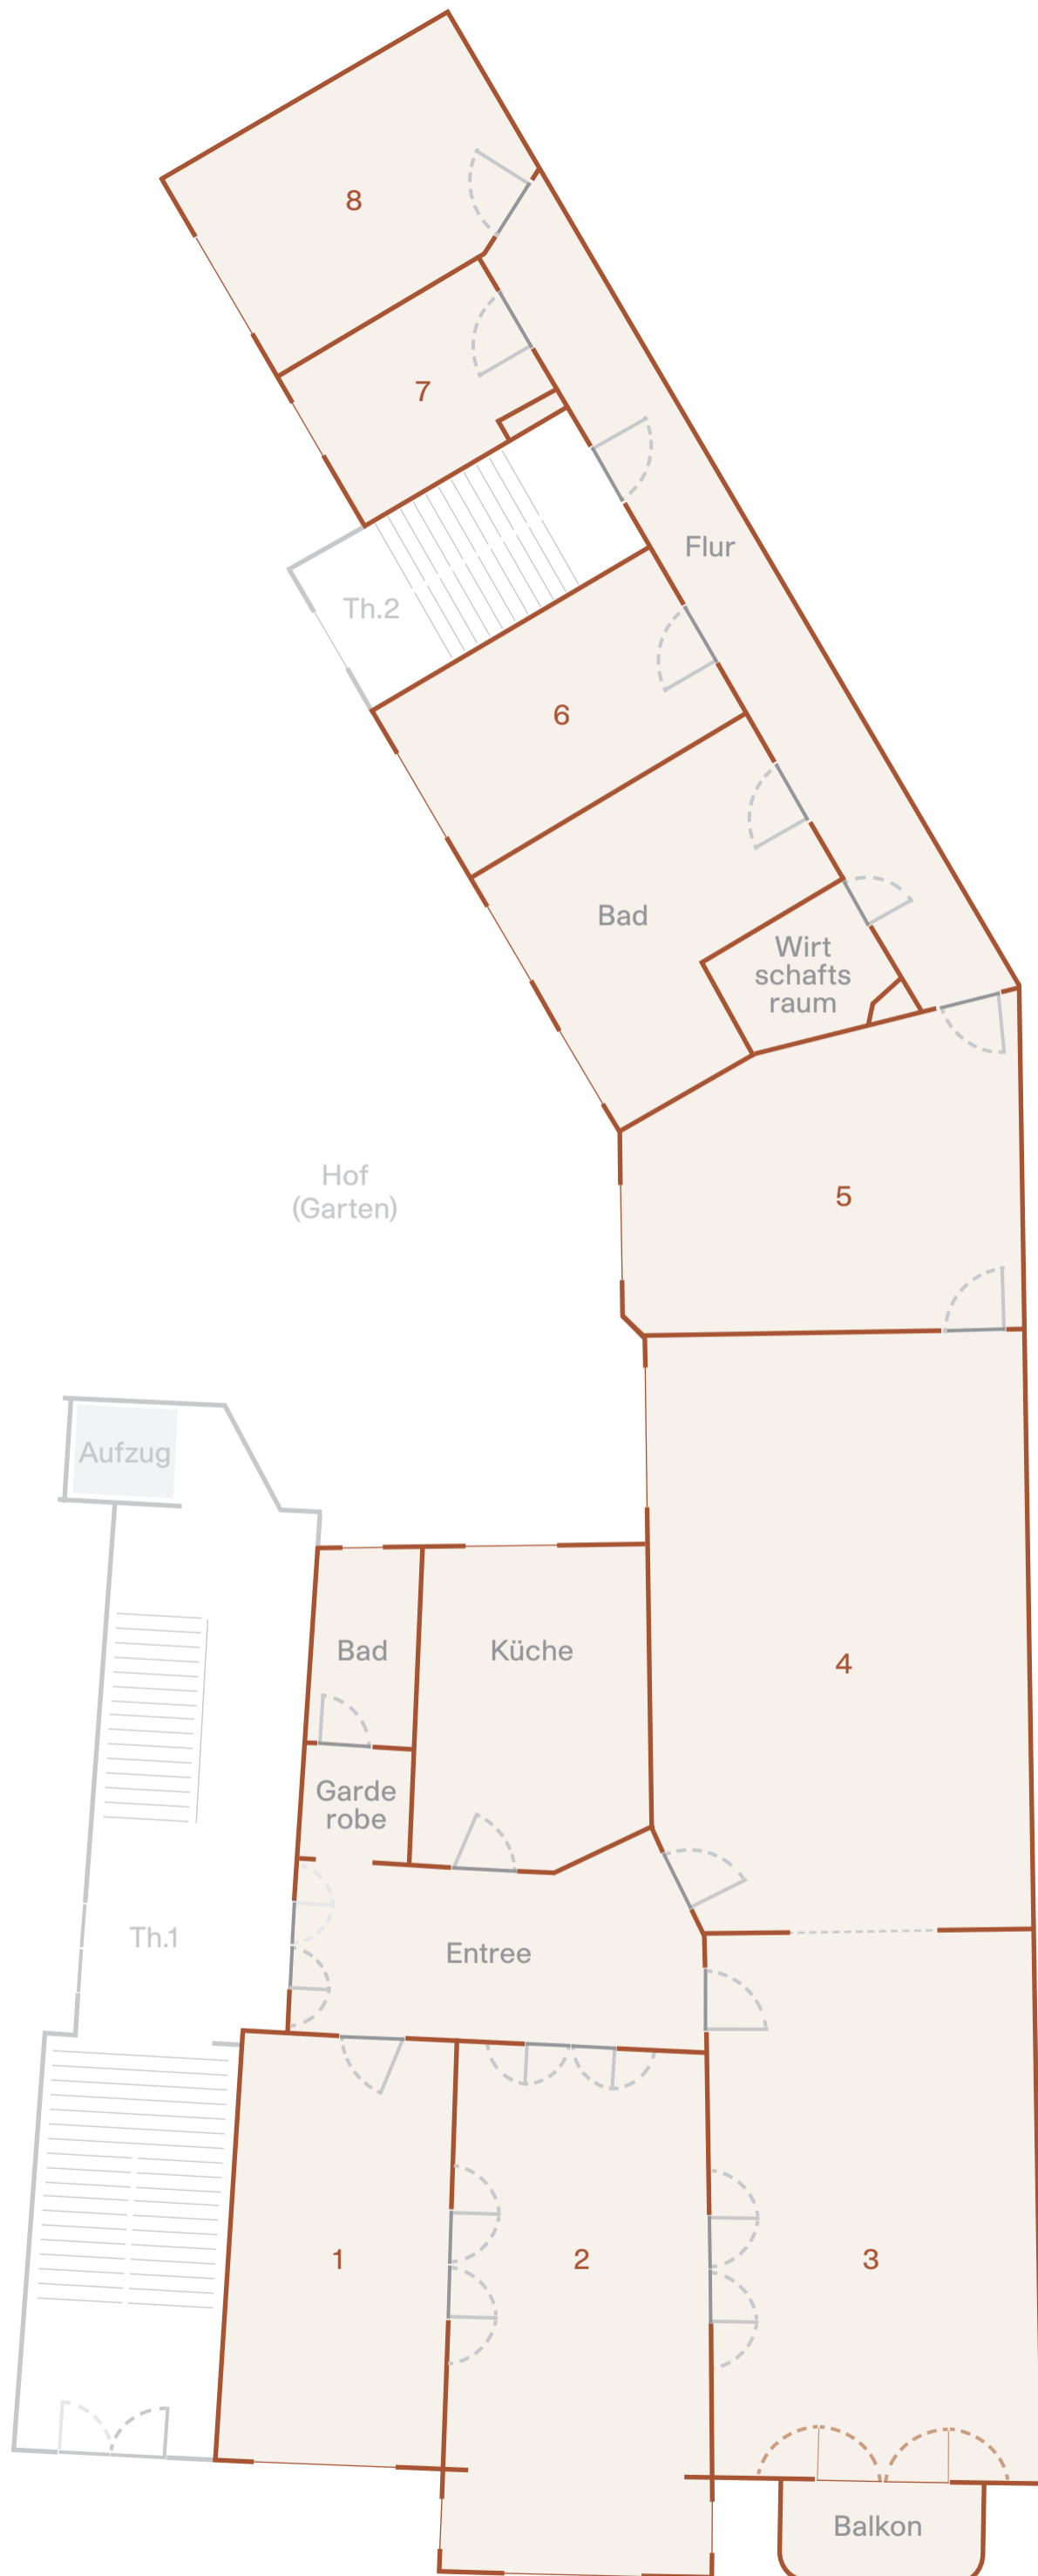 8
7
Flur
Th.2
6
Bad
Wirt
schafts
raum
Hof
(Garten)
5
Aufzug
Bad
Küche
4
Garde
robe
Th.1
Entree
1
2
3
Balkon